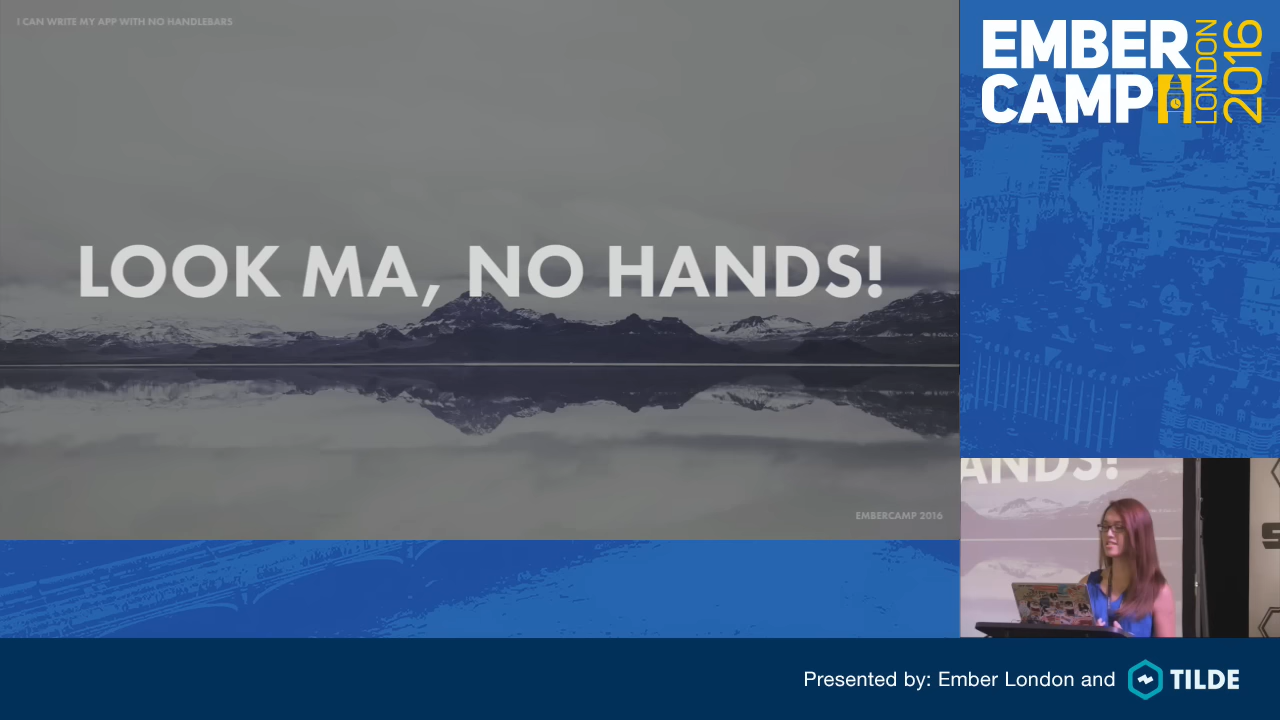 I CAN WRITE MY APP WITH NO HANDLEBARS
LOOK MA, NO HANDS!
EMBERCAMP 2016
EMBER
CAMP
LONDON
2016
ANDS!
S
Presented by: Ember London and
TILDE